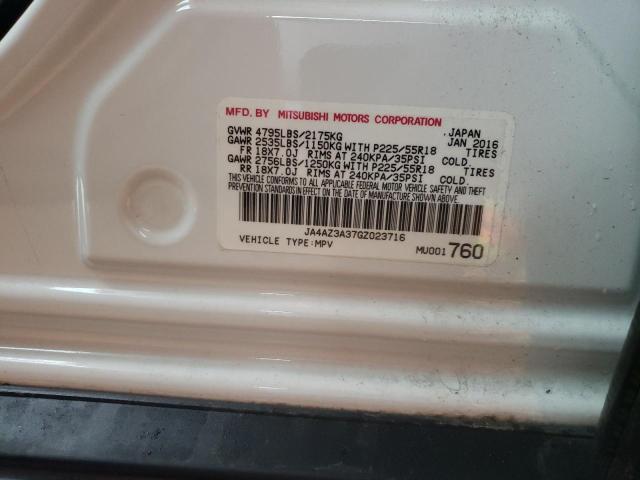 MFD. BY MITSUBISHI MOTORS CORPORATION
JAPAN
GVWR 4795LBS/2175KG JAN 2016
GAWR 2535LBS/1150KG WITH P225/55R18 TIRES
FR 18X7.0J RIMS AT 240KPA/35PSI COLD.
GAWR 2756LBS/1250KG WITH P225/55R18 TIRES
RR 18X7.0J RIMS AT 240KPA/35PSI COLD.
THIS VEHICLE CONFORMS TO ALL APPLICABLE FEDERAL MOTOR VEHICLE SAFETY AND THEFT
PREVENTION STANDARDS IN EFFECT ON THE DATE OF MANUFACTURE SHOWN ABOVE.
JA4AZ3A37GZ023716
VEHICLE TYPE:MPV MU001760